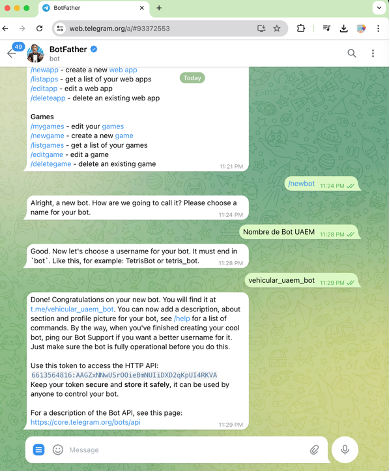 BotFather
web.telegram.org/a/#93372553
49
BotFather
bot
/newapp - create a new web app
/listapps - get a list of your web apps
/editapp - edit a web app
/deleteapp - delete an existing web app
Today
Games
/mygames - edit your games
/newgame - create a new game
/listgames - get a list of your games
/editgame - edit a game
/deletegame - delete an existing game
11:21 PM
/newbot
11:24 PM
Alright, a new bot. How are we going to call it? Please choose a
name for your bot.
11:24 PM
Nombre de Bot UAEM
11:28 PM
Good. Now let's choose a username for your bot. It must end in
`bot`. Like this, for example: TetrisBot or tetris_bot.
11:28 PM
vehicular_uaem_bot
11:29 PM
Done! Congratulations on your new bot. You will find it at
t.me/vehicular_uaem_bot. You can now add a description, about
section and profile picture for your bot, see /help for a list of
commands. By the way, when you've finished creating your cool
bot, ping our Bot Support if you want a better username for it.
Just make sure the bot is fully operational before you do this.
Use this token to access the HTTP API:
Keep your token secure and store it safely, it can be used by
anyone to control your bot.
For a description of the Bot API, see this page:
https://core.telegram.org/bots/api
11:29 PM
Message